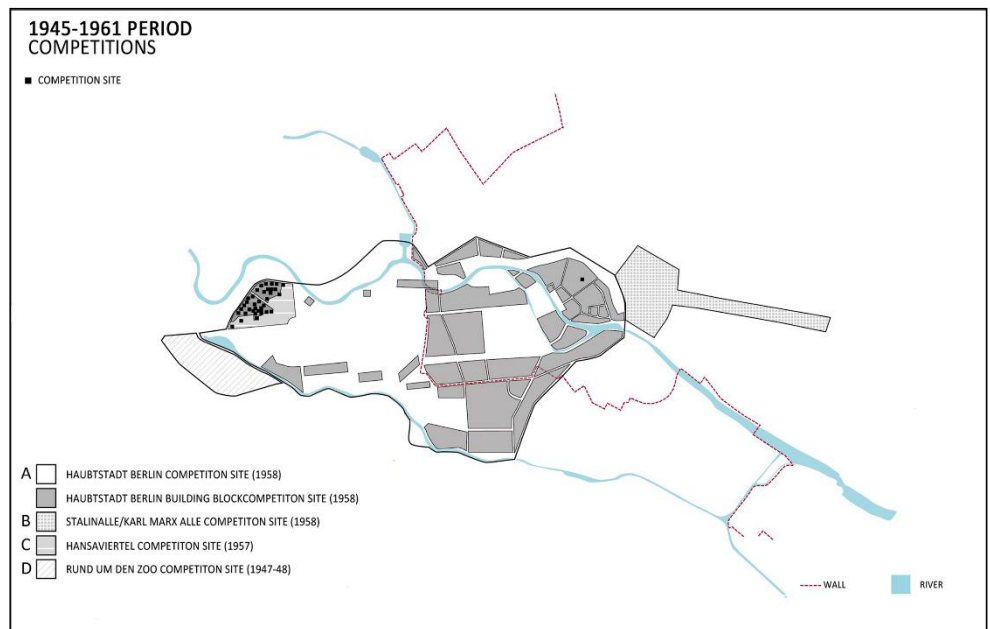 1945-1961 PERIOD
COMPETITIONS
COMPETITION SITE
A HAUBTSTADT BERLIN COMPETITON SITE (1958)
HAUBTSTADT BERLIN BUILDING BLOCKCOMPETITON SITE (1958)
B STALINALLE/KARL MARX ALLE COMPETITON SITE (1958)
C HANSAVIERTEL COMPETITON SITE (1957)
D RUND UM DEN ZOO COMPETITON SITE (1947-48)
WALL
RIVER